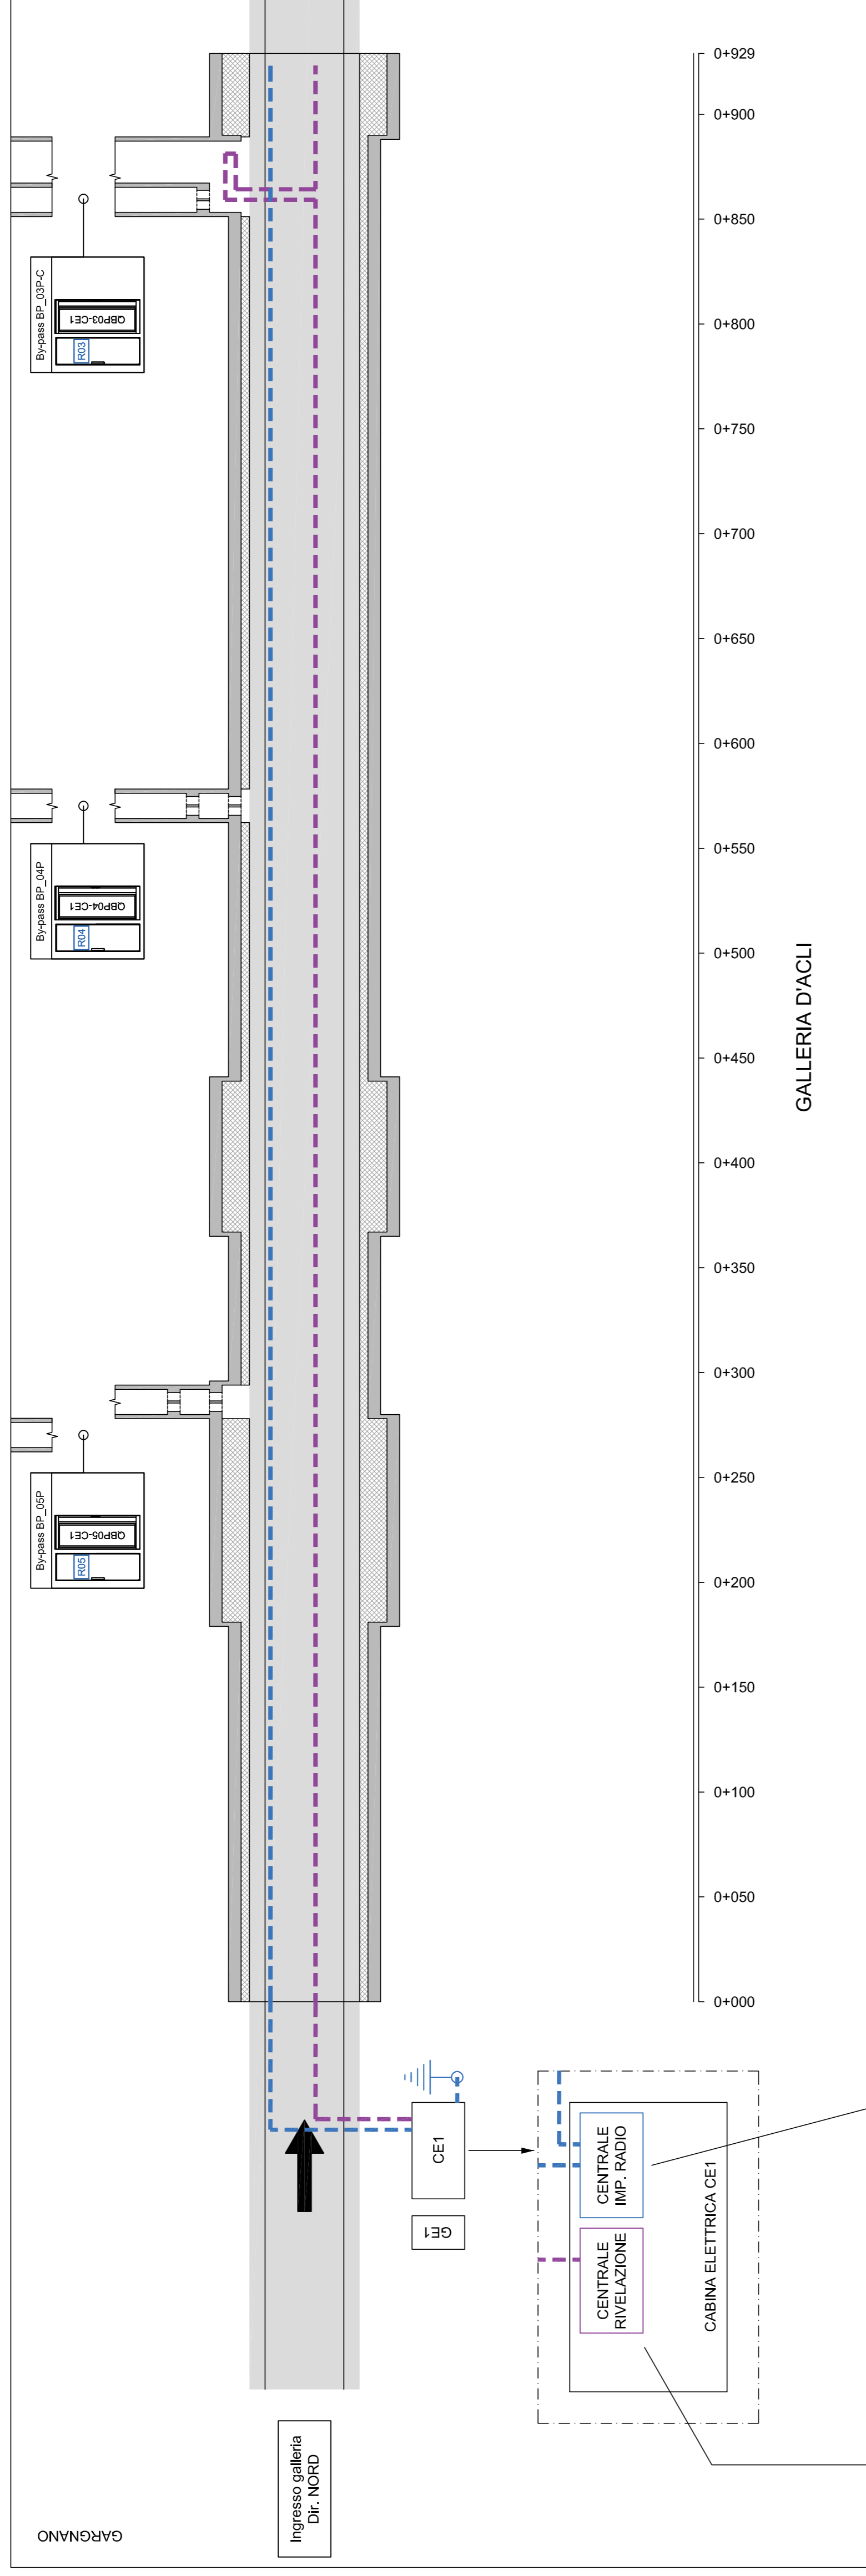 0+929
0+900
0+850
By-pass BP_03P-C
QBP03-CE1
R03
0+800
0+750
0+700
0+650
0+600
By-pass BP_04P
QBP04-CE1
R04
0+550
0+500
GALLERIA D'ACLI
0+450
0+400
0+350
0+300
By-pass BP_05P
QBP05-CE1
R05
0+250
0+200
0+150
0+100
0+050
0+000
CE1
GE1
CENTRALE
IMP. RADIO
CENTRALE
RIVELAZIONE
CABINA ELETTRICA CE1
Ingresso galleria
Dir. NORD
GARGNANO